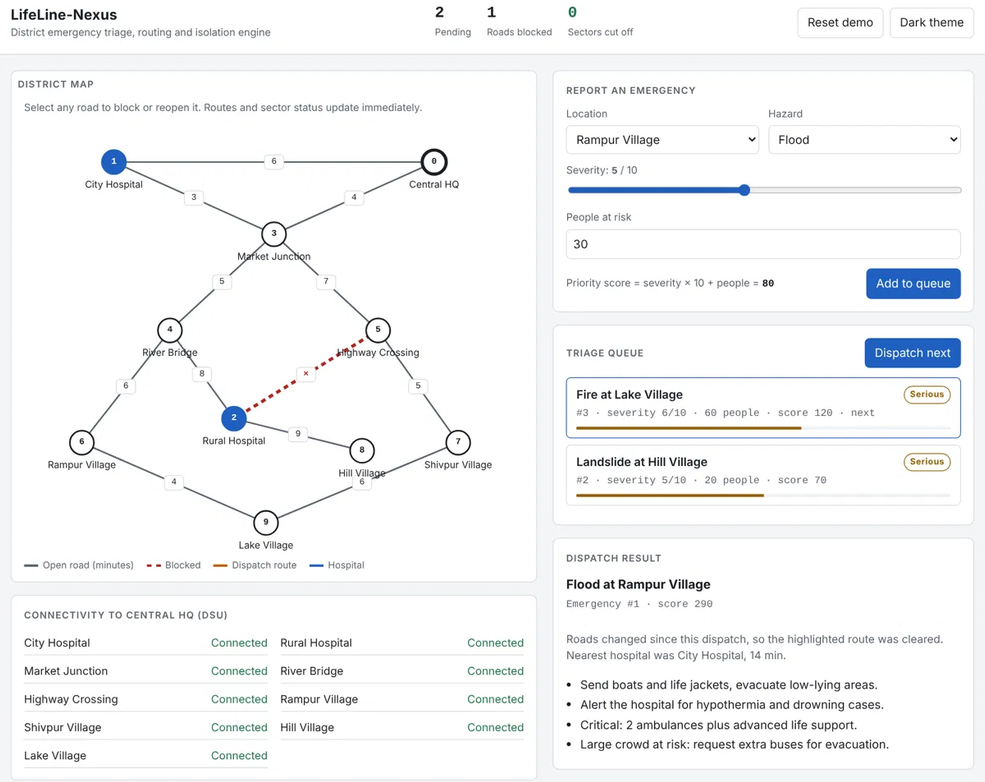 LifeLine-Nexus
District emergency triage, routing and isolation engine
2 Pending
1 Roads blocked
0 Sectors cut off
Reset demo
Dark theme
DISTRICT MAP
Select any road to block or reopen it. Routes and sector status update immediately.
1
6
0
City Hospital
Central HQ
3
4
3
Market Junction
5
7
4
5
River Bridge
Highway Crossing
×
6
8
5
2
Rural Hospital
9
6
8
7
Rampur Village
Hill Village
Shivpur Village
4
6
9
Lake Village
Open road (minutes)
Blocked
Dispatch route
Hospital
CONNECTIVITY TO CENTRAL HQ (DSU)
City Hospital Connected
Rural Hospital Connected
Market Junction Connected
River Bridge Connected
Highway Crossing Connected
Rampur Village Connected
Shivpur Village Connected
Hill Village Connected
Lake Village Connected
REPORT AN EMERGENCY
Location
Hazard
Rampur Village
Flood
Severity: 5 / 10
People at risk
30
Priority score = severity × 10 + people = 80
Add to queue
TRIAGE QUEUE
Dispatch next
Fire at Lake Village
Serious
#3 · severity 6/10 · 60 people · score 120 · next
Landslide at Hill Village
Serious
#2 · severity 5/10 · 20 people · score 70
DISPATCH RESULT
Flood at Rampur Village
Emergency #1 · score 290
Roads changed since this dispatch, so the highlighted route was cleared.
Nearest hospital was City Hospital, 14 min.
• Send boats and life jackets, evacuate low-lying areas.
• Alert the hospital for hypothermia and drowning cases.
• Critical: 2 ambulances plus advanced life support.
• Large crowd at risk: request extra buses for evacuation.